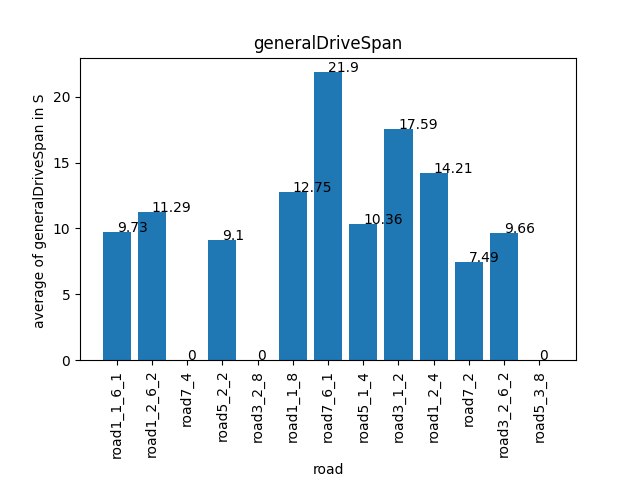 generalDriveSpan
average of generalDriveSpan in S
20
15
10
5
0
9.73
11.29
0
9.1
0
12.75
21.9
10.36
17.59
14.21
7.49
9.66
0
road1_1_6_1
road1_2_6_2
road7_4
road5_2_2
road3_2_8
road1_1_8
road7_6_1
road5_1_4
road3_1_2
road1_2_4
road7_2
road3_2_6_2
road5_3_8
road